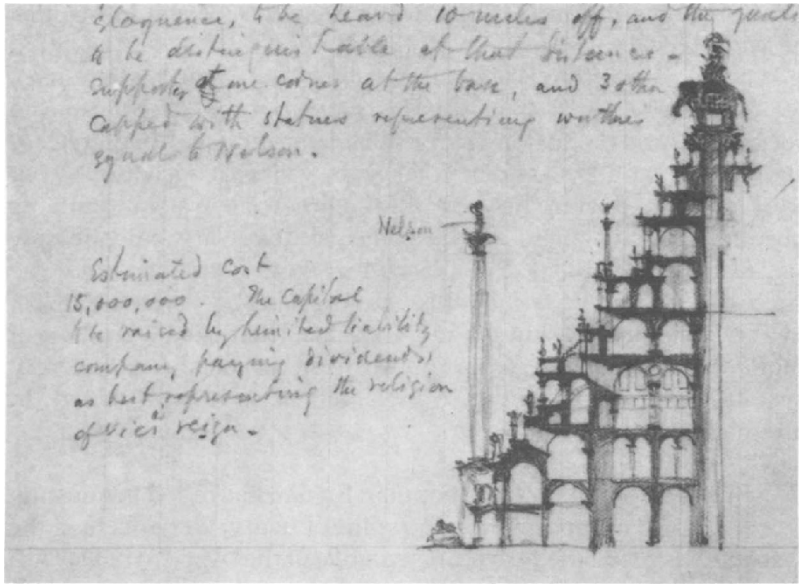 eloquence, to be heard 10 miles off, and the
to be distinguishable at that distance -
at one corner at the base, and 3 other
Capped with statues representing worthies
equal to Nelson.
Nelson
Estimated cost
15,000,000. The Capital
to be raised by limited liability
company, paying dividends,
as best representing the religion
of Vic's reign.